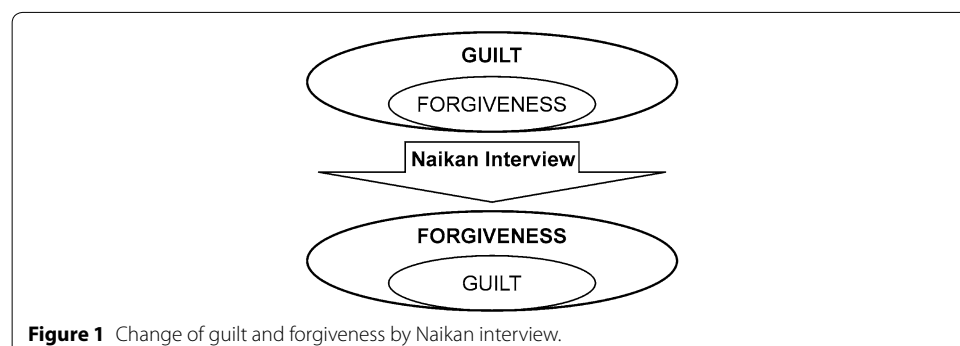 GUILT
FORGIVENESS
Naikan Interview
FORGIVENESS
GUILT
Figure 1 Change of guilt and forgiveness by Naikan interview.